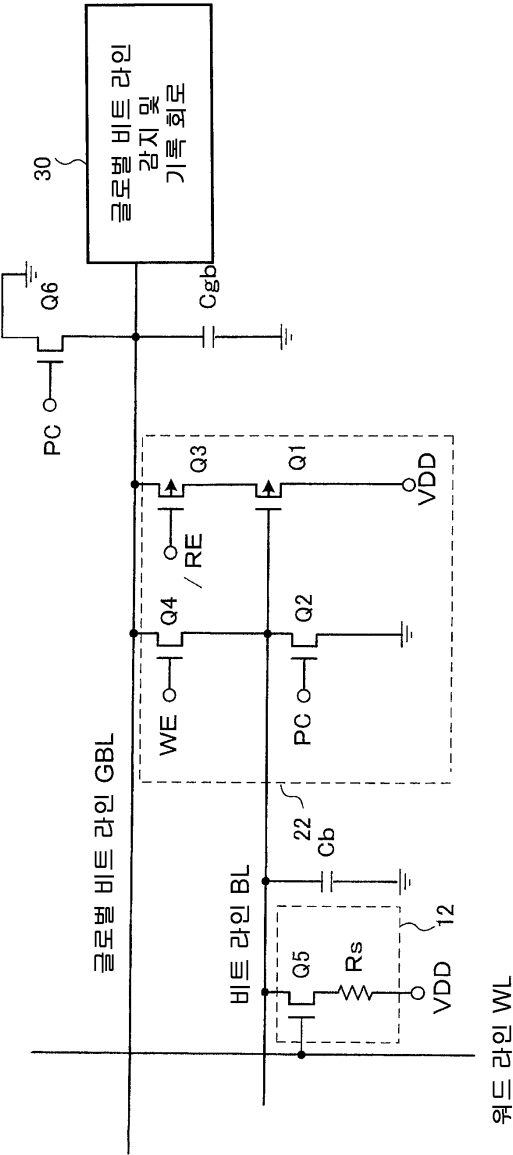 글로벌 비트 라인
감지 및
기록 회로
30
Q6
Cgb
PC
Q3
Q1
/ RE
VDD
Q4
Q2
WE
PC
글로벌 비트 라인 GBL
22
비트 라인 BL
Cb
Q5
Rs
12
VDD
워드 라인 WL